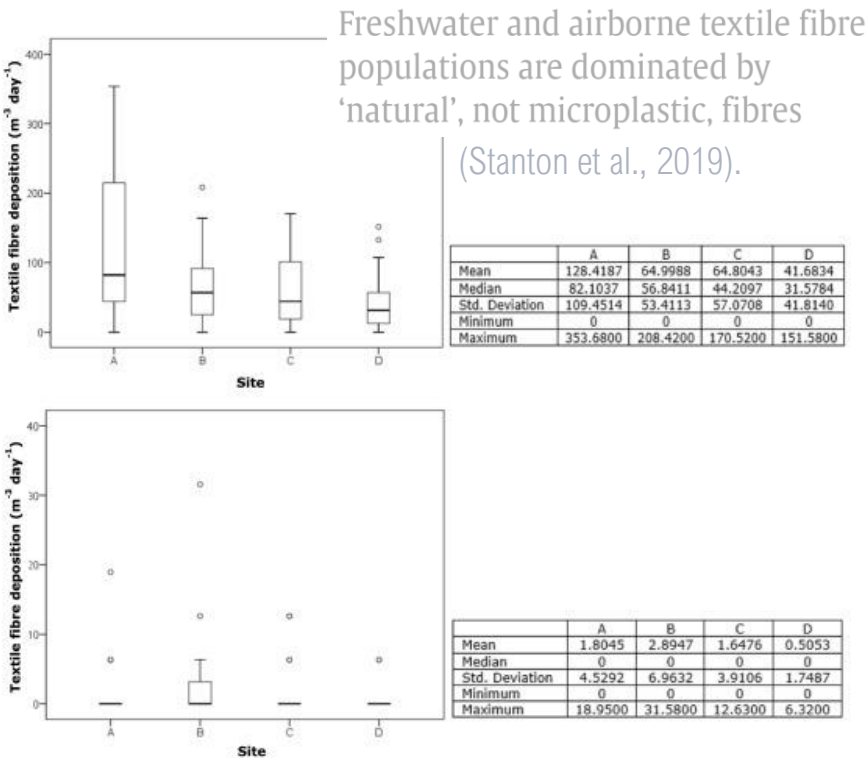 Freshwater and airborne textile fibre
populations are dominated by
‘natural’, not microplastic, fibres
(Stanton et al., 2019).
Textile fibre deposition (m⁻³ day⁻¹)
400
300
200
100
0
A B C D
Site
A B C D
Mean 128.4187 64.9988 64.8043 41.6834
Median 82.1037 56.8411 44.2097 31.5784
Std. Deviation 109.4514 53.4113 57.0708 41.8140
Minimum 0 0 0 0
Maximum 353.6800 208.4200 170.5200 151.5800
Textile fibre deposition (m⁻³ day⁻¹)
40
30
20
10
0
A B C D
Site
A B C D
Mean 1.8045 2.8947 1.6476 0.5053
Median 0 0 0 0
Std. Deviation 4.5292 6.9632 3.9106 1.7487
Minimum 0 0 0 0
Maximum 18.9500 31.5800 12.6300 6.3200